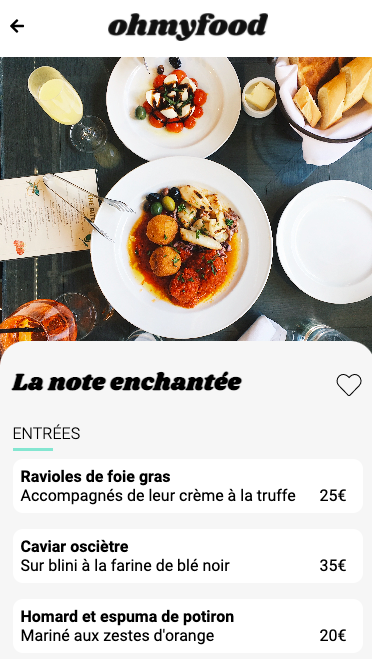 ohmyfood
La note enchantée
ENTRÉES
Ravioles de foie gras
Accompagnés de leur crème à la truffe 25€
Caviar osciètre
Sur blini à la farine de blé noir 35€
Homard et espuma de potiron
Mariné aux zestes d'orange 20€